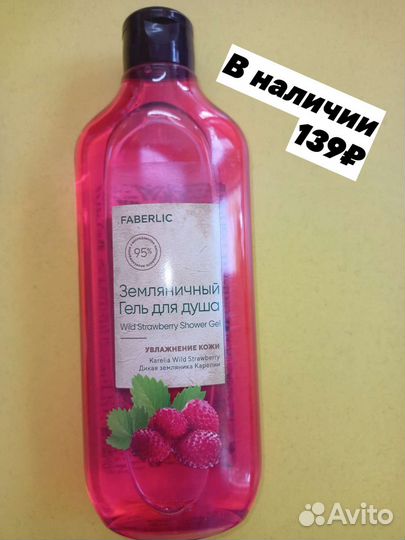 В наличии
139₽
FABERLIC
95%
Земляничный
Гель для душа
Wild Strawberry Shower Gel
УВЛАЖНЕНИЕ КОЖИ
Karelia Wild Strawberry
Дикая земляника Карелии
Avito